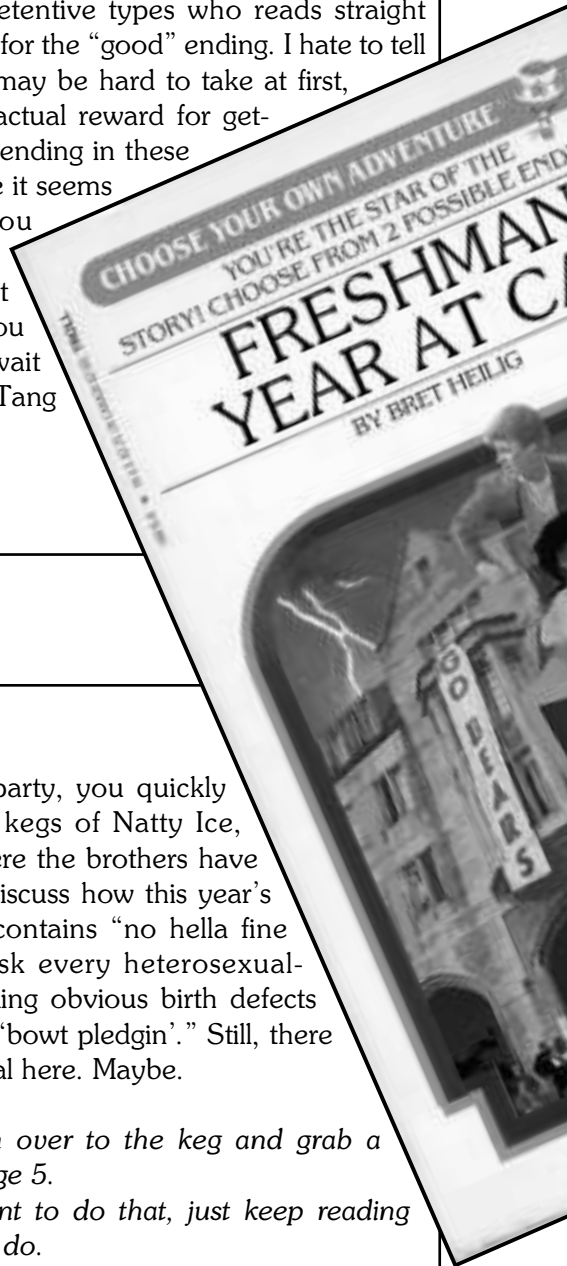 etentive types who reads straight
for the “good” ending. I hate to tell
may be hard to take at first,
actual reward for get-
ending in these
it seems
ou
t
ou
vait
Tang
CHOOSE YOUR OWN ADVENTURE
YOU'RE THE STAR OF THE
STORY! CHOOSE FROM 2 POSSIBLE ENDI
FRESHMAN
YEAR AT CA
BY BRET HEILIG
GO BEARS
party, you quickly
kegs of Natty Ice,
ere the brothers have
iscuss how this year's
contains “no hella fine
sk every heterosexual-
ing obvious birth defects
‘bowt pledgin’.” Still, there
al here. Maybe.
over to the keg and grab a
ge 5.
nt to do that, just keep reading
do.